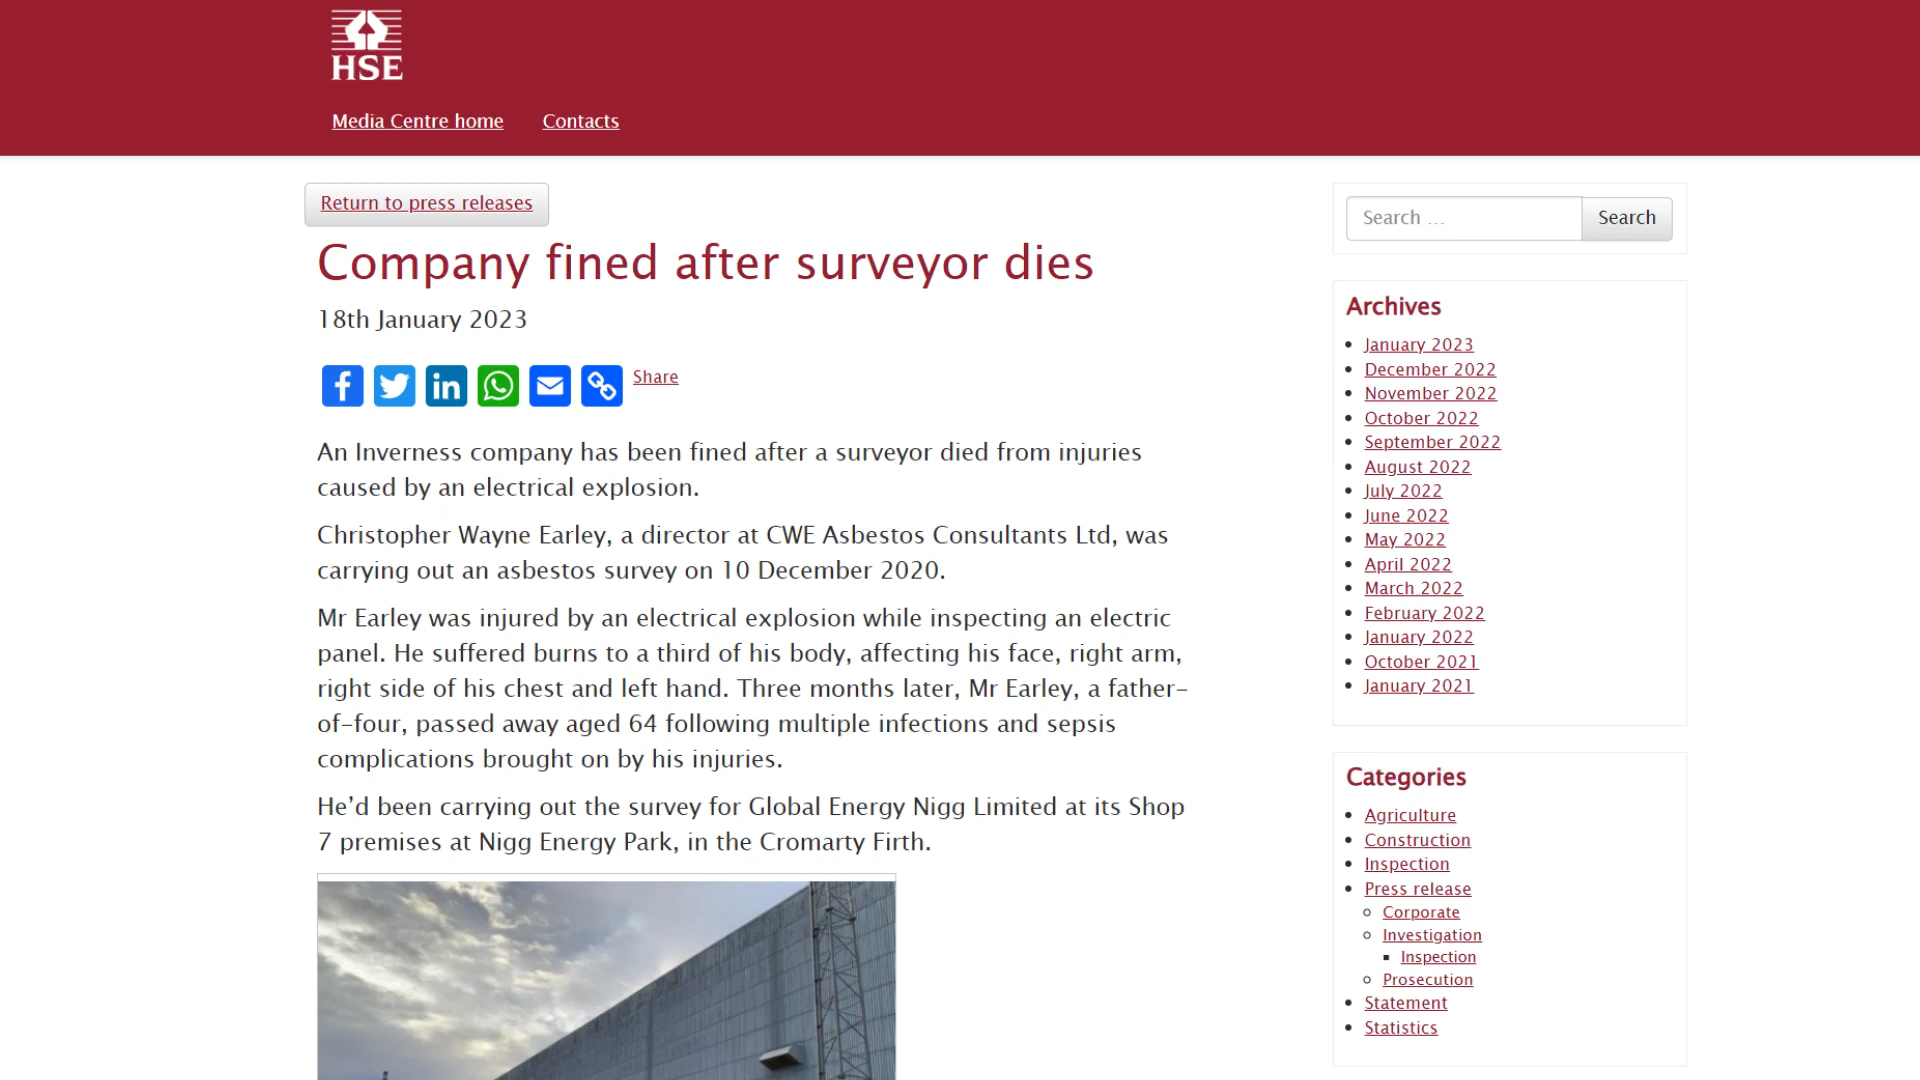 HSE
Media Centre home
Contacts
Return to press releases
Company fined after surveyor dies
18th January 2023
Share
An Inverness company has been fined after a surveyor died from injuries
caused by an electrical explosion.
Christopher Wayne Earley, a director at CWE Asbestos Consultants Ltd, was
carrying out an asbestos survey on 10 December 2020.
Mr Earley was injured by an electrical explosion while inspecting an electric
panel. He suffered burns to a third of his body, affecting his face, right arm,
right side of his chest and left hand. Three months later, Mr Earley, a father-
of-four, passed away aged 64 following multiple infections and sepsis
complications brought on by his injuries.
He’d been carrying out the survey for Global Energy Nigg Limited at its Shop
7 premises at Nigg Energy Park, in the Cromarty Firth.
Search …
Search
Archives
January 2023
December 2022
November 2022
October 2022
September 2022
August 2022
July 2022
June 2022
May 2022
April 2022
March 2022
February 2022
January 2022
October 2021
January 2021
Categories
Agriculture
Construction
Inspection
Press release
Corporate
Investigation
Inspection
Prosecution
Statement
Statistics